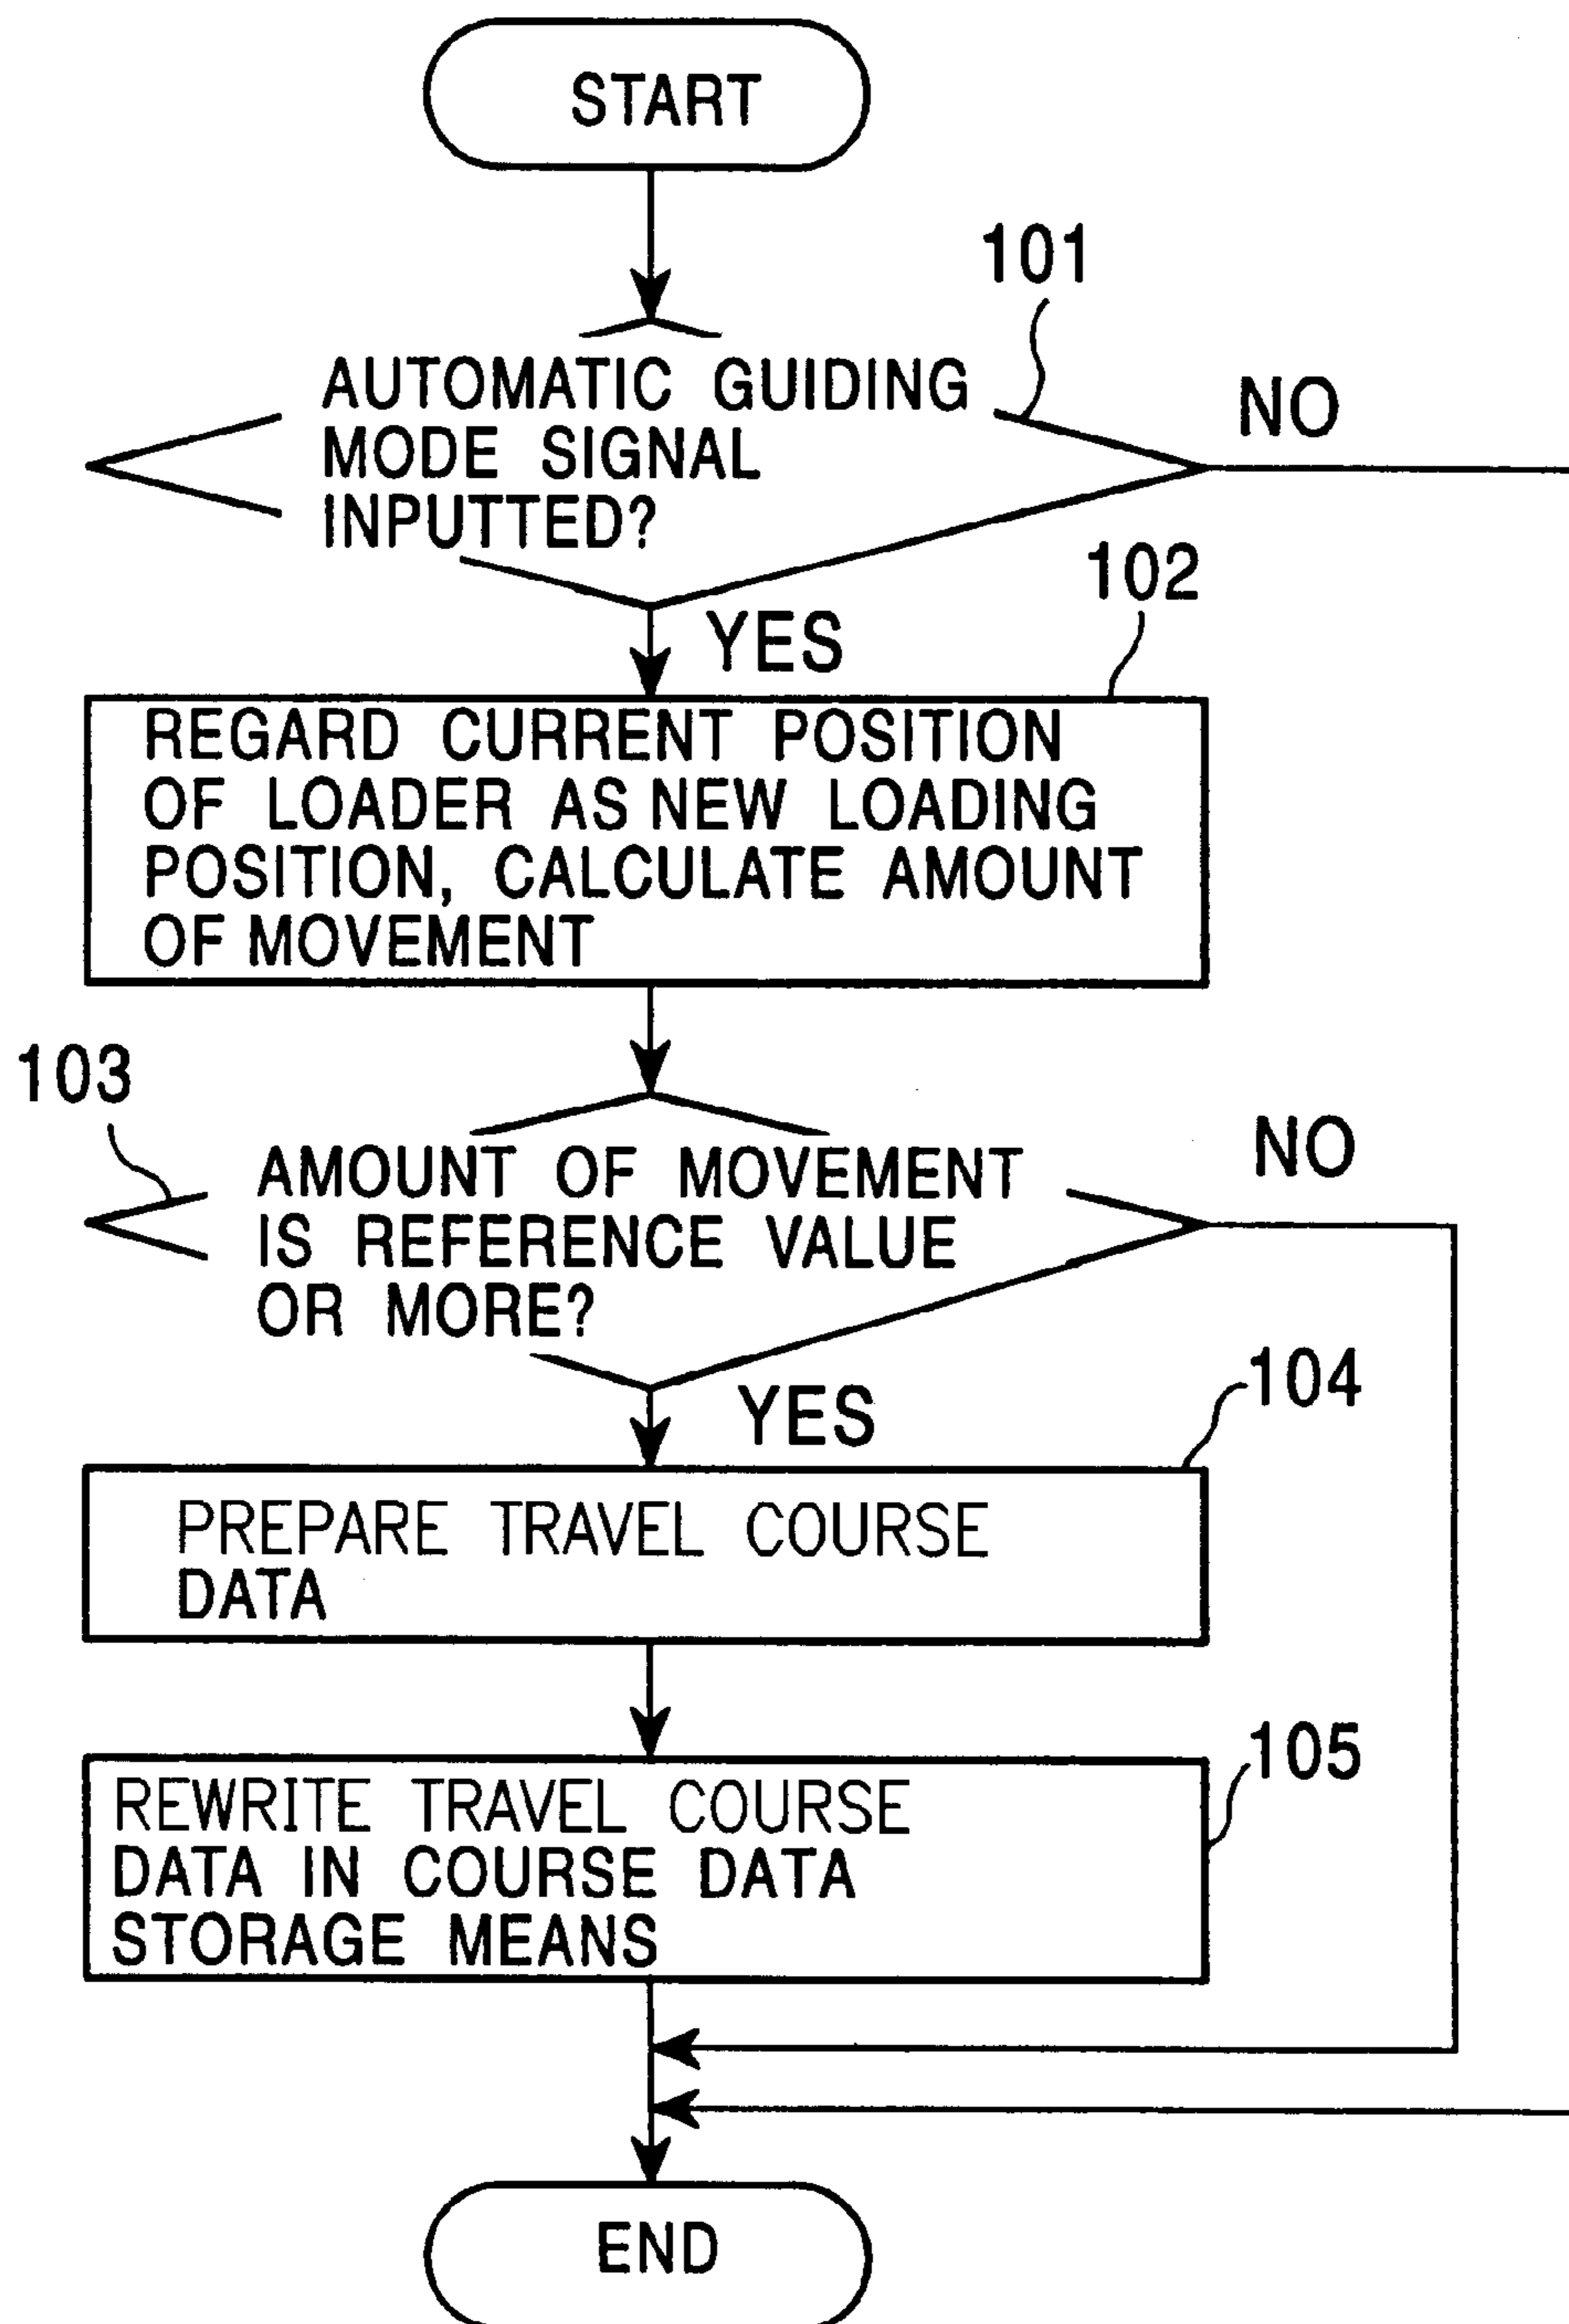 START
101
AUTOMATIC GUIDING
MODE SIGNAL
INPUTTED?
NO
YES
102
REGARD CURRENT POSITION
OF LOADER AS NEW LOADING
POSITION, CALCULATE AMOUNT
OF MOVEMENT
103
AMOUNT OF MOVEMENT
IS REFERENCE VALUE
OR MORE?
NO
YES
104
PREPARE TRAVEL COURSE
DATA
105
REWRITE TRAVEL COURSE
DATA IN COURSE DATA
STORAGE MEANS
END